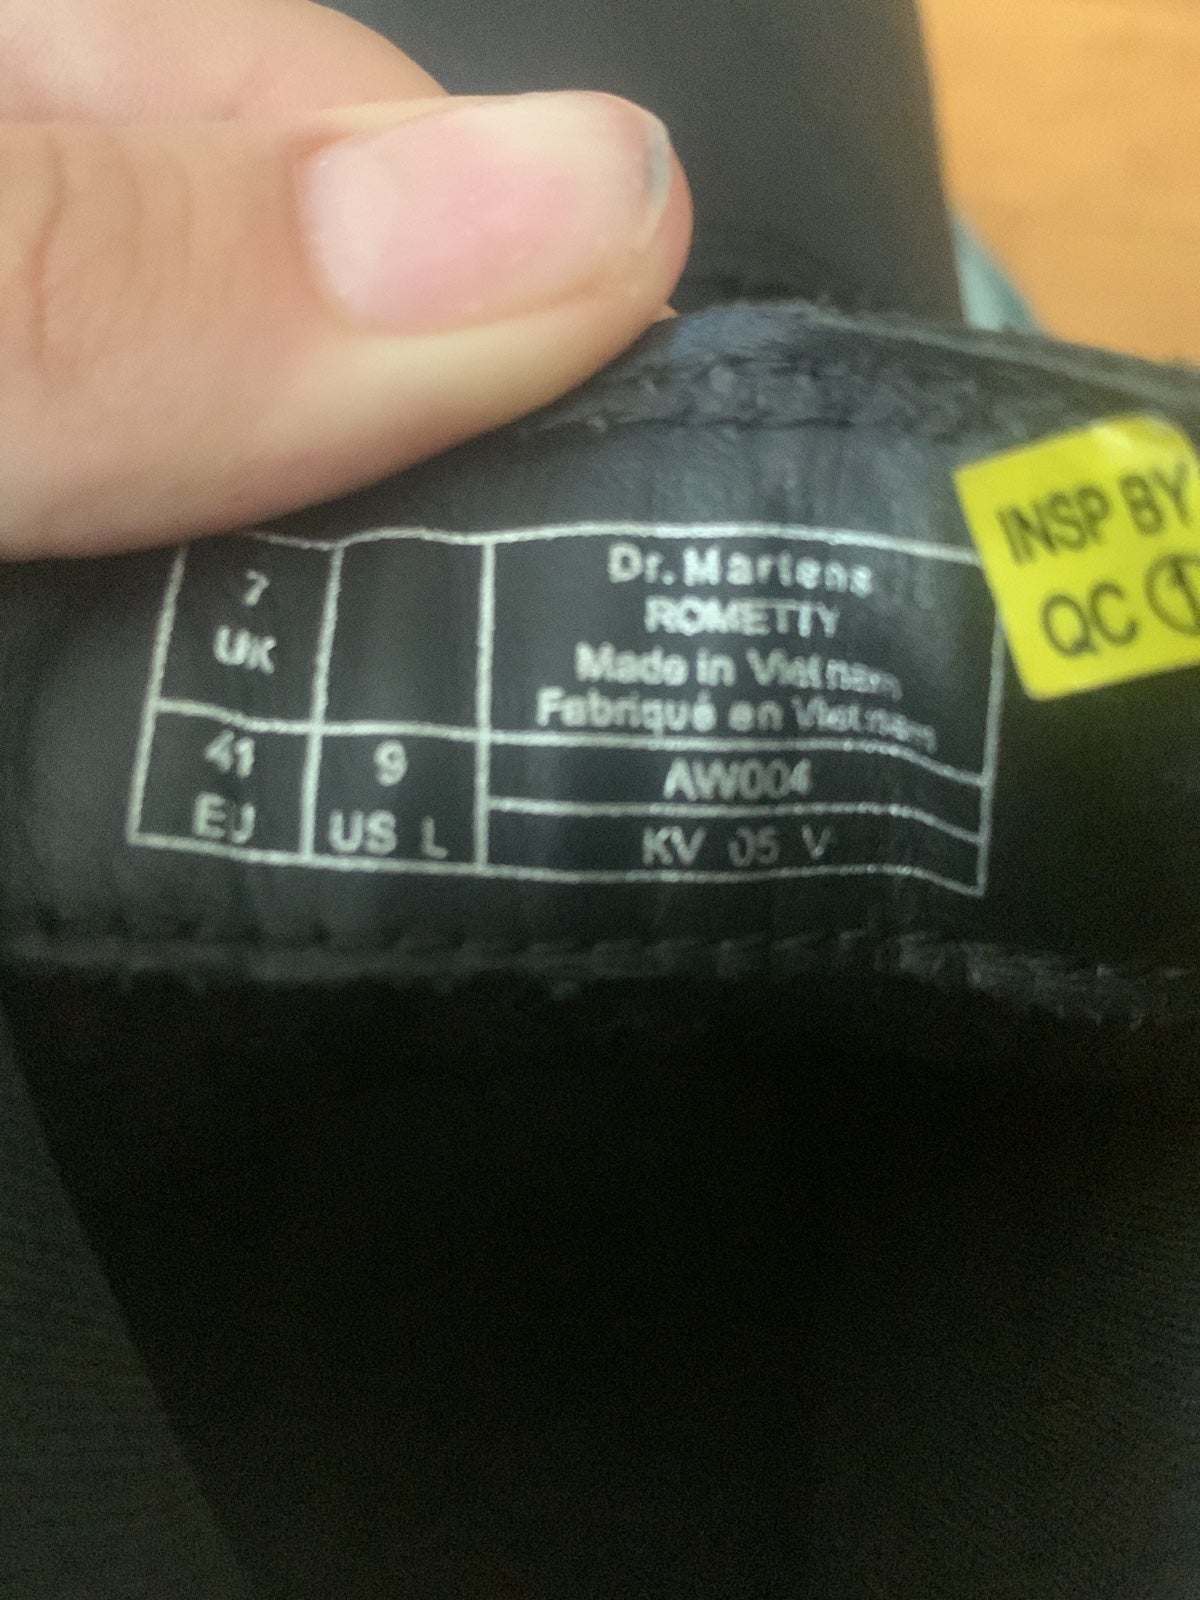 7
UK
41
EU
9
US L
Dr. Martens
ROMETTY
Made in Vietnam
Fabriqué en Vietnam
AW004
KV 05 V
INSP BY
QC 1